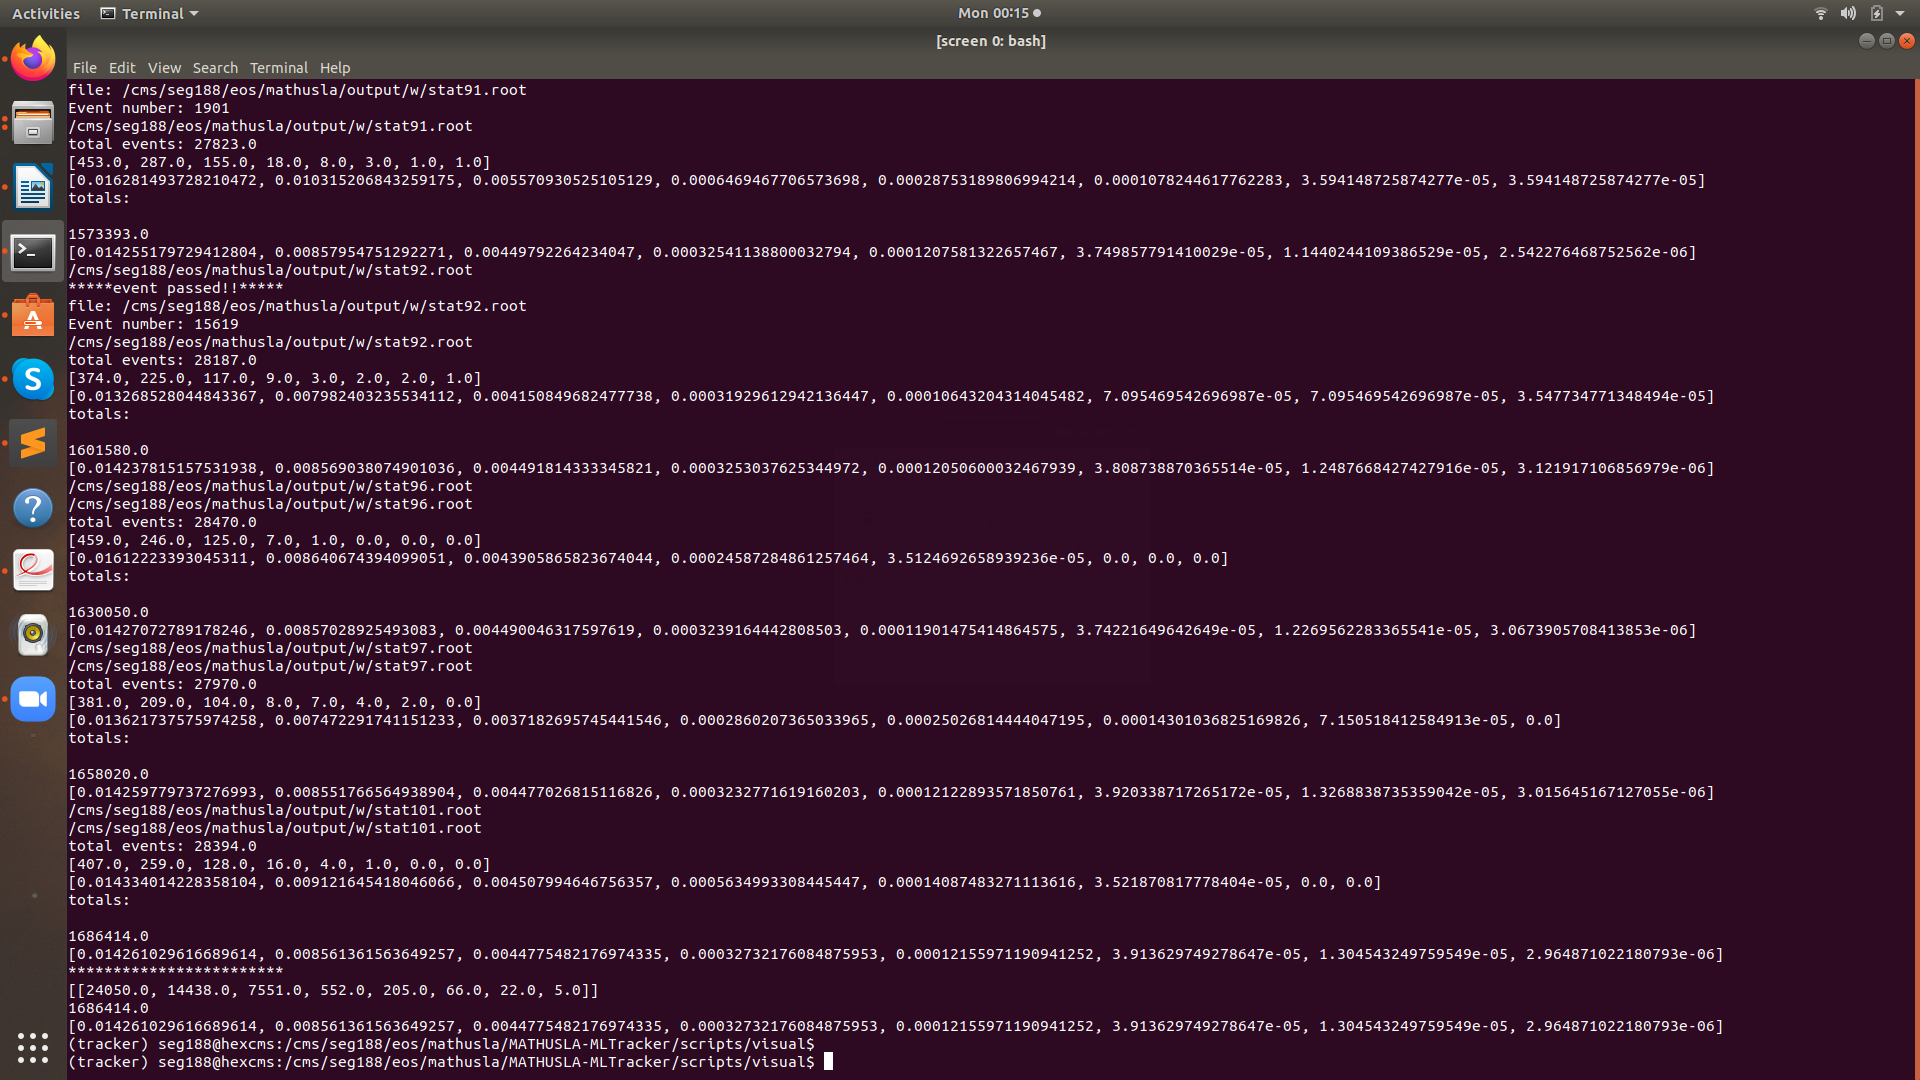 Activities Terminal Mon 00:15
[screen 0: bash]
File Edit View Search Terminal Help
file: /cms/seg188/eos/mathusla/output/w/stat91.root
Event number: 1901
/cms/seg188/eos/mathusla/output/w/stat91.root
total events: 27823.0
[453.0, 287.0, 155.0, 18.0, 8.0, 3.0, 1.0, 1.0]
[0.016281493728210472, 0.010315206843259175, 0.005570930525105129, 0.0006469467706573698, 0.00028753189806994214, 0.0001078244617762283, 3.594148725874277e-05, 3.594148725874277e-05]
totals:
1573393.0
[0.014255179729412804, 0.00857954751292271, 0.00449792264234047, 0.00032541138800032794, 0.0001207581322657467, 3.749857791410029e-05, 1.1440244109386529e-05, 2.542276468752562e-06]
/cms/seg188/eos/mathusla/output/w/stat92.root
*****event passed!!*****
file: /cms/seg188/eos/mathusla/output/w/stat92.root
Event number: 15619
/cms/seg188/eos/mathusla/output/w/stat92.root
total events: 28187.0
[374.0, 225.0, 117.0, 9.0, 3.0, 2.0, 2.0, 1.0]
[0.013268528044843367, 0.007982403235534112, 0.004150849682477738, 0.00031929612942136447, 0.00010643204314045482, 7.095469542696987e-05, 7.095469542696987e-05, 3.547734771348494e-05]
totals:
1601580.0
[0.014237815157531938, 0.008569038074901036, 0.004491814333345821, 0.0003253037625344972, 0.00012050600032467939, 3.808738870365514e-05, 1.2487668427427916e-05, 3.121917106856979e-06]
/cms/seg188/eos/mathusla/output/w/stat96.root
/cms/seg188/eos/mathusla/output/w/stat96.root
total events: 28470.0
[459.0, 246.0, 125.0, 7.0, 1.0, 0.0, 0.0, 0.0]
[0.01612223393045311, 0.008640674394099051, 0.004390586582367404​4, 0.00024587284861257464, 3.5124692658939236e-05, 0.0, 0.0, 0.0]
totals:
1630050.0
[0.01427072789178246, 0.00857028925493083, 0.004490046317597619, 0.0003239164442808503, 0.00011901475414864575, 3.74221649642649e-05, 1.2269562283365541e-05, 3.0673905708413853e-06]
/cms/seg188/eos/mathusla/output/w/stat97.root
/cms/seg188/eos/mathusla/output/w/stat97.root
total events: 27970.0
[381.0, 209.0, 104.0, 8.0, 7.0, 4.0, 2.0, 0.0]
[0.013621737575974258, 0.007472291741151233, 0.0037182695745441546, 0.0002860207365033965, 0.00025026814444047195, 0.00014301036825169826, 7.150518412584913e-05, 0.0]
totals:
1658020.0
[0.014259779737276993, 0.008551766564938904, 0.004477026815116826, 0.0003232771619160203, 0.00012122893571850761, 3.920338717265172e-05, 1.3268838735359042e-05, 3.015645167127055e-06]
/cms/seg188/eos/mathusla/output/w/stat101.root
/cms/seg188/eos/mathusla/output/w/stat101.root
total events: 28394.0
[407.0, 259.0, 128.0, 16.0, 4.0, 1.0, 0.0, 0.0]
[0.014334014228358104, 0.009121645418046066, 0.004507994646756357, 0.0005634993308445447, 0.00014087483271113616, 3.521870817778404e-05, 0.0, 0.0]
totals:
1686414.0
[0.014261029616689614, 0.008561361563649257, 0.0044775482176974335, 0.00032732176084875953, 0.00012155971190941252, 3.913629749278647e-05, 1.304543249759549e-05, 2.964871022180793e-06]
************************
[[24050.0, 14438.0, 7551.0, 552.0, 205.0, 66.0, 22.0, 5.0]]
1686414.0
[0.014261029616689614, 0.008561361563649257, 0.0044775482176974335, 0.00032732176084875953, 0.00012155971190941252, 3.913629749278647e-05, 1.304543249759549e-05, 2.964871022180793e-06]
(tracker) seg188@hexcms:/cms/seg188/eos/mathusla/MATHUSLA-MLTracker/scripts/visual$
(tracker) seg188@hexcms:/cms/seg188/eos/mathusla/MATHUSLA-MLTracker/scripts/visual$